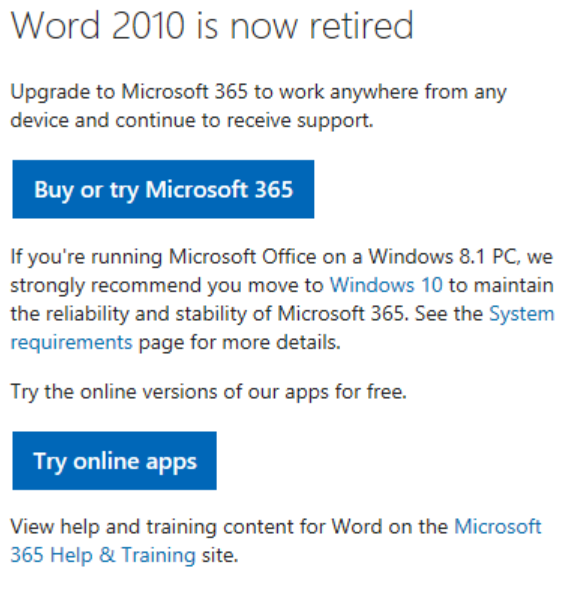 Word 2010 is now retired
Upgrade to Microsoft 365 to work anywhere from any
device and continue to receive support.
Buy or try Microsoft 365
If you're running Microsoft Office on a Windows 8.1 PC, we
strongly recommend you move to Windows 10 to maintain
the reliability and stability of Microsoft 365. See the System
requirements page for more details.
Try the online versions of our apps for free.
Try online apps
View help and training content for Word on the Microsoft
365 Help & Training site.